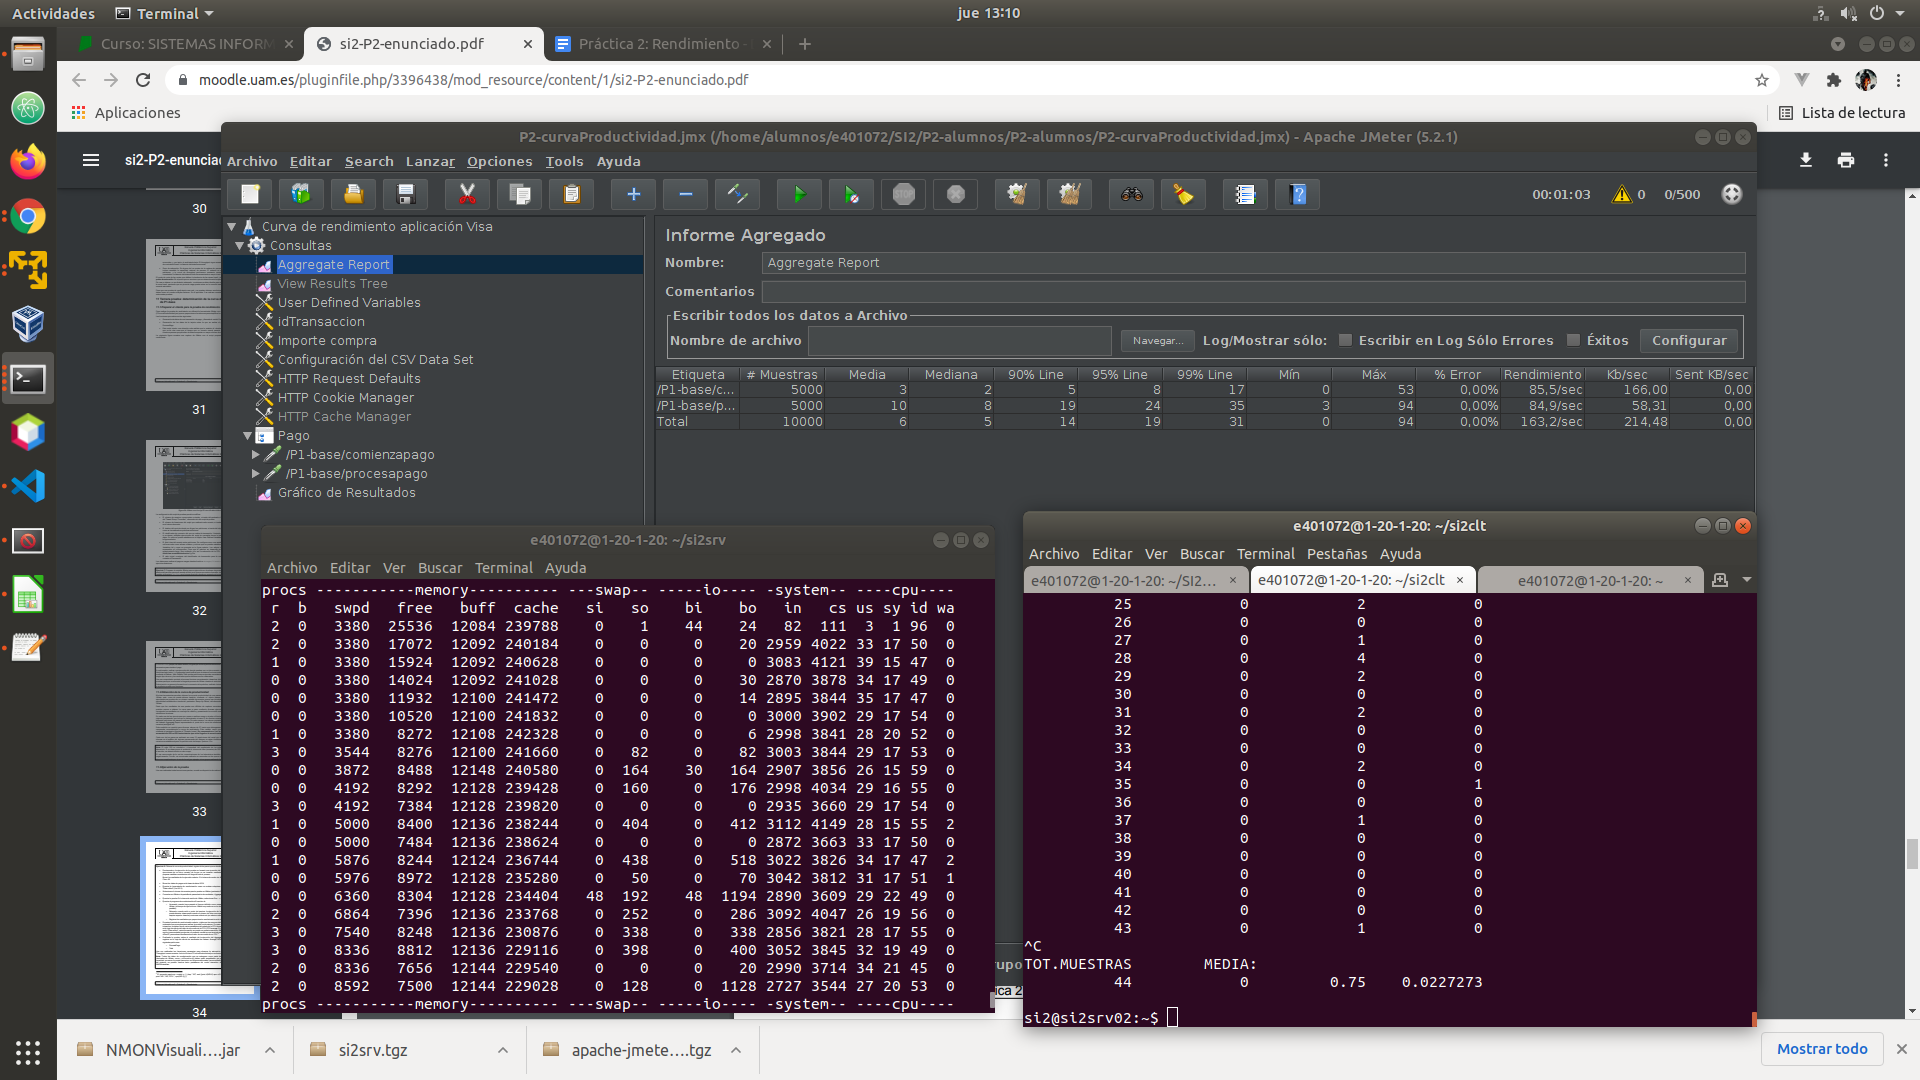 Actividades
Terminal
jue 13:10
Curso: SISTEMAS INFORM
si2-P2-enunciado.pdf
Práctica 2: Rendimiento -
moodle.uam.es/pluginfile.php/3396438/mod_resource/content/1/si2-P2-enunciado.pdf
Aplicaciones
Lista de lectura
si2-P2-enunciad
30
31
32
33
34
P2-curvaProductividad.jmx (/home/alumnos/e401072/SI2/P2-alumnos/P2-alumnos/P2-curvaProductividad.jmx) - Apache JMeter (5.2.1)
Archivo Editar Search Lanzar Opciones Tools Ayuda
00:01:03 0 0/500
Curva de rendimiento aplicación Visa
Consultas
Aggregate Report
View Results Tree
User Defined Variables
idTransaccion
Importe compra
Configuración del CSV Data Set
HTTP Request Defaults
HTTP Cookie Manager
HTTP Cache Manager
Pago
/P1-base/comienzapago
/P1-base/procesapago
Gráfico de Resultados
Informe Agregado
Nombre: Aggregate Report
Comentarios
Escribir todos los datos a Archivo
Nombre de archivo Navegar... Log/Mostrar sólo: Escribir en Log Sólo Errores Éxitos Configurar
Etiqueta # Muestras Media Mediana 90% Line 95% Line 99% Line Mín Máx % Error Rendimiento Kb/sec Sent KB/sec
/P1-base/c... 5000 3 2 5 8 17 0 53 0,00% 85,5/sec 166,00 0,00
/P1-base/p... 5000 10 8 19 24 35 3 94 0,00% 84,9/sec 58,31 0,00
Total 10000 6 5 14 19 31 0 94 0,00% 163,2/sec 214,48 0,00
e401072@1-20-1-20: ~/si2srv
Archivo Editar Ver Buscar Terminal Ayuda
procs -----------memory---------- ---swap-- -----io---- -system-- ----cpu----
r b swpd free buff cache si so bi bo in cs us sy id wa
2 0 3380 25536 12084 239788 0 1 44 24 82 111 3 1 96 0
2 0 3380 17072 12092 240184 0 0 0 20 2959 4022 33 17 50 0
1 0 3380 15924 12092 240628 0 0 0 0 3083 4121 39 15 47 0
0 0 3380 14024 12092 241028 0 0 0 30 2870 3878 34 17 49 0
0 0 3380 11932 12100 241472 0 0 0 14 2895 3844 35 17 47 0
0 0 3380 10520 12100 241832 0 0 0 0 3000 3902 29 17 54 0
1 0 3380 8272 12108 242328 0 0 0 6 2998 3841 28 20 52 0
3 0 3544 8276 12100 241660 0 82 0 82 3003 3844 29 17 53 0
0 0 3872 8488 12148 240580 0 164 30 164 2907 3856 26 15 59 0
0 0 4192 8292 12128 239428 0 160 0 176 2998 4034 29 16 55 0
3 0 4192 7384 12128 239820 0 0 0 0 2935 3660 29 17 54 0
1 0 5000 8400 12136 238244 0 404 0 412 3112 4149 28 15 55 2
0 0 5000 7484 12136 238624 0 0 0 0 2872 3663 33 17 50 0
1 0 5876 8244 12124 236744 0 438 0 518 3022 3826 34 17 47 2
0 0 5976 8972 12128 235280 0 50 0 70 3042 3812 31 17 51 1
0 0 6360 8304 12128 234404 48 192 48 1194 2890 3609 29 22 49 0
2 0 6864 7396 12136 233768 0 252 0 286 3092 4047 26 19 56 0
3 0 7540 8248 12136 230876 0 338 0 338 2856 3821 28 17 55 0
3 0 8336 8812 12136 229116 0 398 0 400 3052 3845 32 19 49 0
2 0 8336 7656 12144 229540 0 0 0 20 2990 3714 34 21 45 0
2 0 8592 7500 12144 229028 0 128 0 1128 2727 3544 27 20 53 0
procs -----------memory---------- ---swap-- -----io---- -system-- ----cpu----
e401072@1-20-1-20: ~/si2clt
Archivo Editar Ver Buscar Terminal Pestañas Ayuda
e401072@1-20-1-20: ~/SI2... e401072@1-20-1-20: ~/si2clt e401072@1-20-1-20: ~
25 0 2 0
26 0 0 0
27 0 1 0
28 0 4 0
29 0 2 0
30 0 0 0
31 0 2 0
32 0 0 0
33 0 0 0
34 0 2 0
35 0 0 1
36 0 0 0
37 0 1 0
38 0 0 0
39 0 0 0
40 0 0 0
41 0 0 0
42 0 0 0
43 0 1 0
^C
TOT.MUESTRAS MEDIA:
44 0 0.75 0.0227273
si2@si2srv02:~$
NMONVisuali....jar
si2srv.tgz
apache-jmete....tgz
Mostrar todo